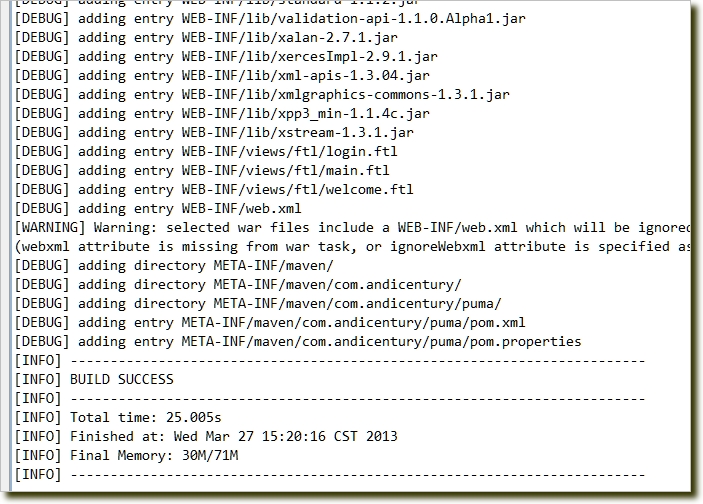 [DEBUG] adding entry WEB-INF/lib/standard-1.1.2.jar
[DEBUG] adding entry WEB-INF/lib/validation-api-1.1.0.Alpha1.jar
[DEBUG] adding entry WEB-INF/lib/xalan-2.7.1.jar
[DEBUG] adding entry WEB-INF/lib/xercesImpl-2.9.1.jar
[DEBUG] adding entry WEB-INF/lib/xml-apis-1.3.04.jar
[DEBUG] adding entry WEB-INF/lib/xmlgraphics-commons-1.3.1.jar
[DEBUG] adding entry WEB-INF/lib/xpp3_min-1.1.4c.jar
[DEBUG] adding entry WEB-INF/lib/xstream-1.3.1.jar
[DEBUG] adding entry WEB-INF/views/ftl/login.ftl
[DEBUG] adding entry WEB-INF/views/ftl/main.ftl
[DEBUG] adding entry WEB-INF/views/ftl/welcome.ftl
[DEBUG] adding entry WEB-INF/web.xml
[WARNING] Warning: selected war files include a WEB-INF/web.xml which will be ignored
(webxml attribute is missing from war task, or ignoreWebxml attribute is specified as
[DEBUG] adding directory META-INF/maven/
[DEBUG] adding directory META-INF/maven/com.andicentury/
[DEBUG] adding directory META-INF/maven/com.andicentury/puma/
[DEBUG] adding entry META-INF/maven/com.andicentury/puma/pom.xml
[DEBUG] adding entry META-INF/maven/com.andicentury/puma/pom.properties
[INFO] ------------------------------------------------------------------------
[INFO] BUILD SUCCESS
[INFO] ------------------------------------------------------------------------
[INFO] Total time: 25.005s
[INFO] Finished at: Wed Mar 27 15:20:16 CST 2013
[INFO] Final Memory: 30M/71M
[INFO] ------------------------------------------------------------------------